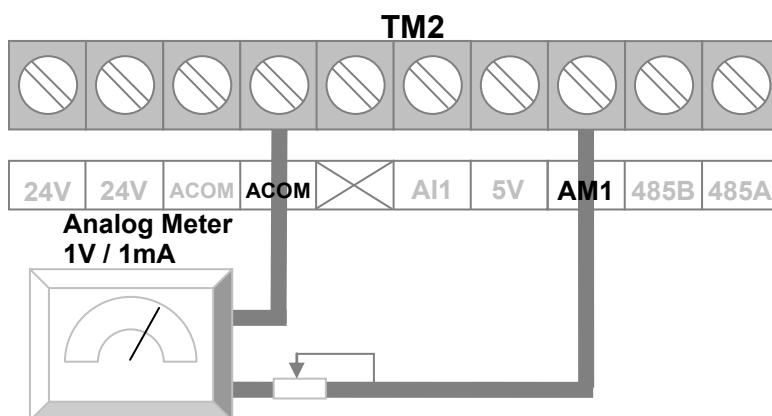 TM2
24V 24V ACOM ACOM AI1 5V AM1 485B 485A
Analog Meter
1V / 1mA